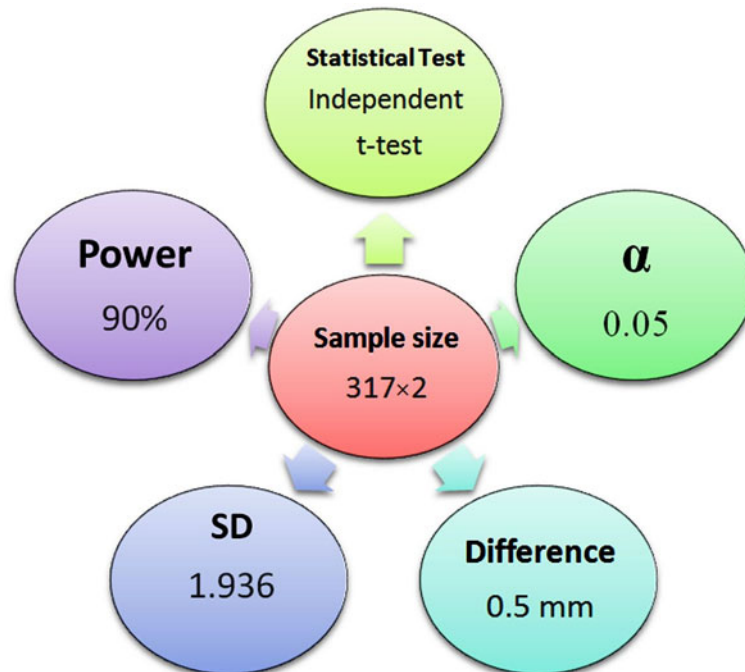 Statistical Test
Independent
t-test
Power
90%
α
0.05
Sample size
317×2
SD
1.936
Difference
0.5 mm